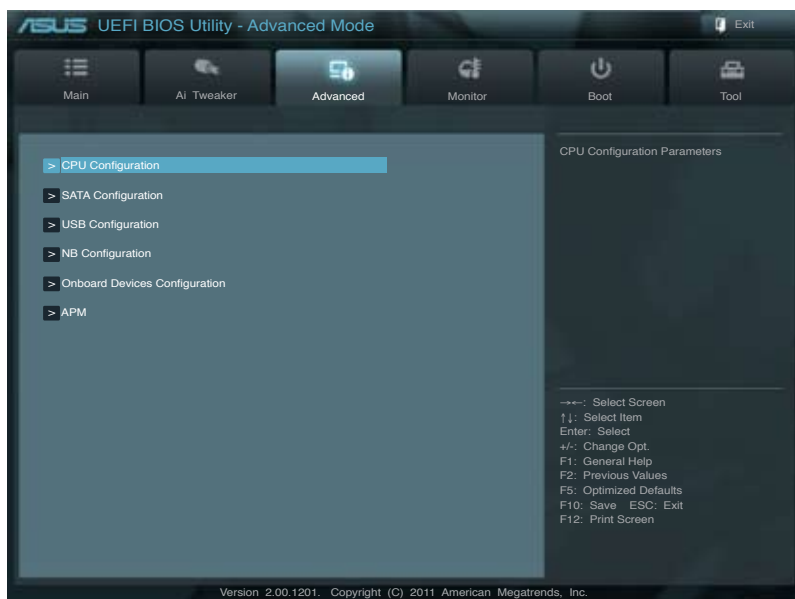 ASUS UEFI BIOS Utility - Advanced Mode
Exit
Main
Ai Tweaker
Advanced
Monitor
Boot
Tool
> CPU Configuration
> SATA Configuration
> USB Configuration
> NB Configuration
> Onboard Devices Configuration
> APM
CPU Configuration Parameters
→←: Select Screen
↑↓: Select Item
Enter: Select
+/-: Change Opt.
F1: General Help
F2: Previous Values
F5: Optimized Defaults
F10: Save ESC: Exit
F12: Print Screen
Version 2.00.1201. Copyright (C) 2011 American Megatrends, Inc.